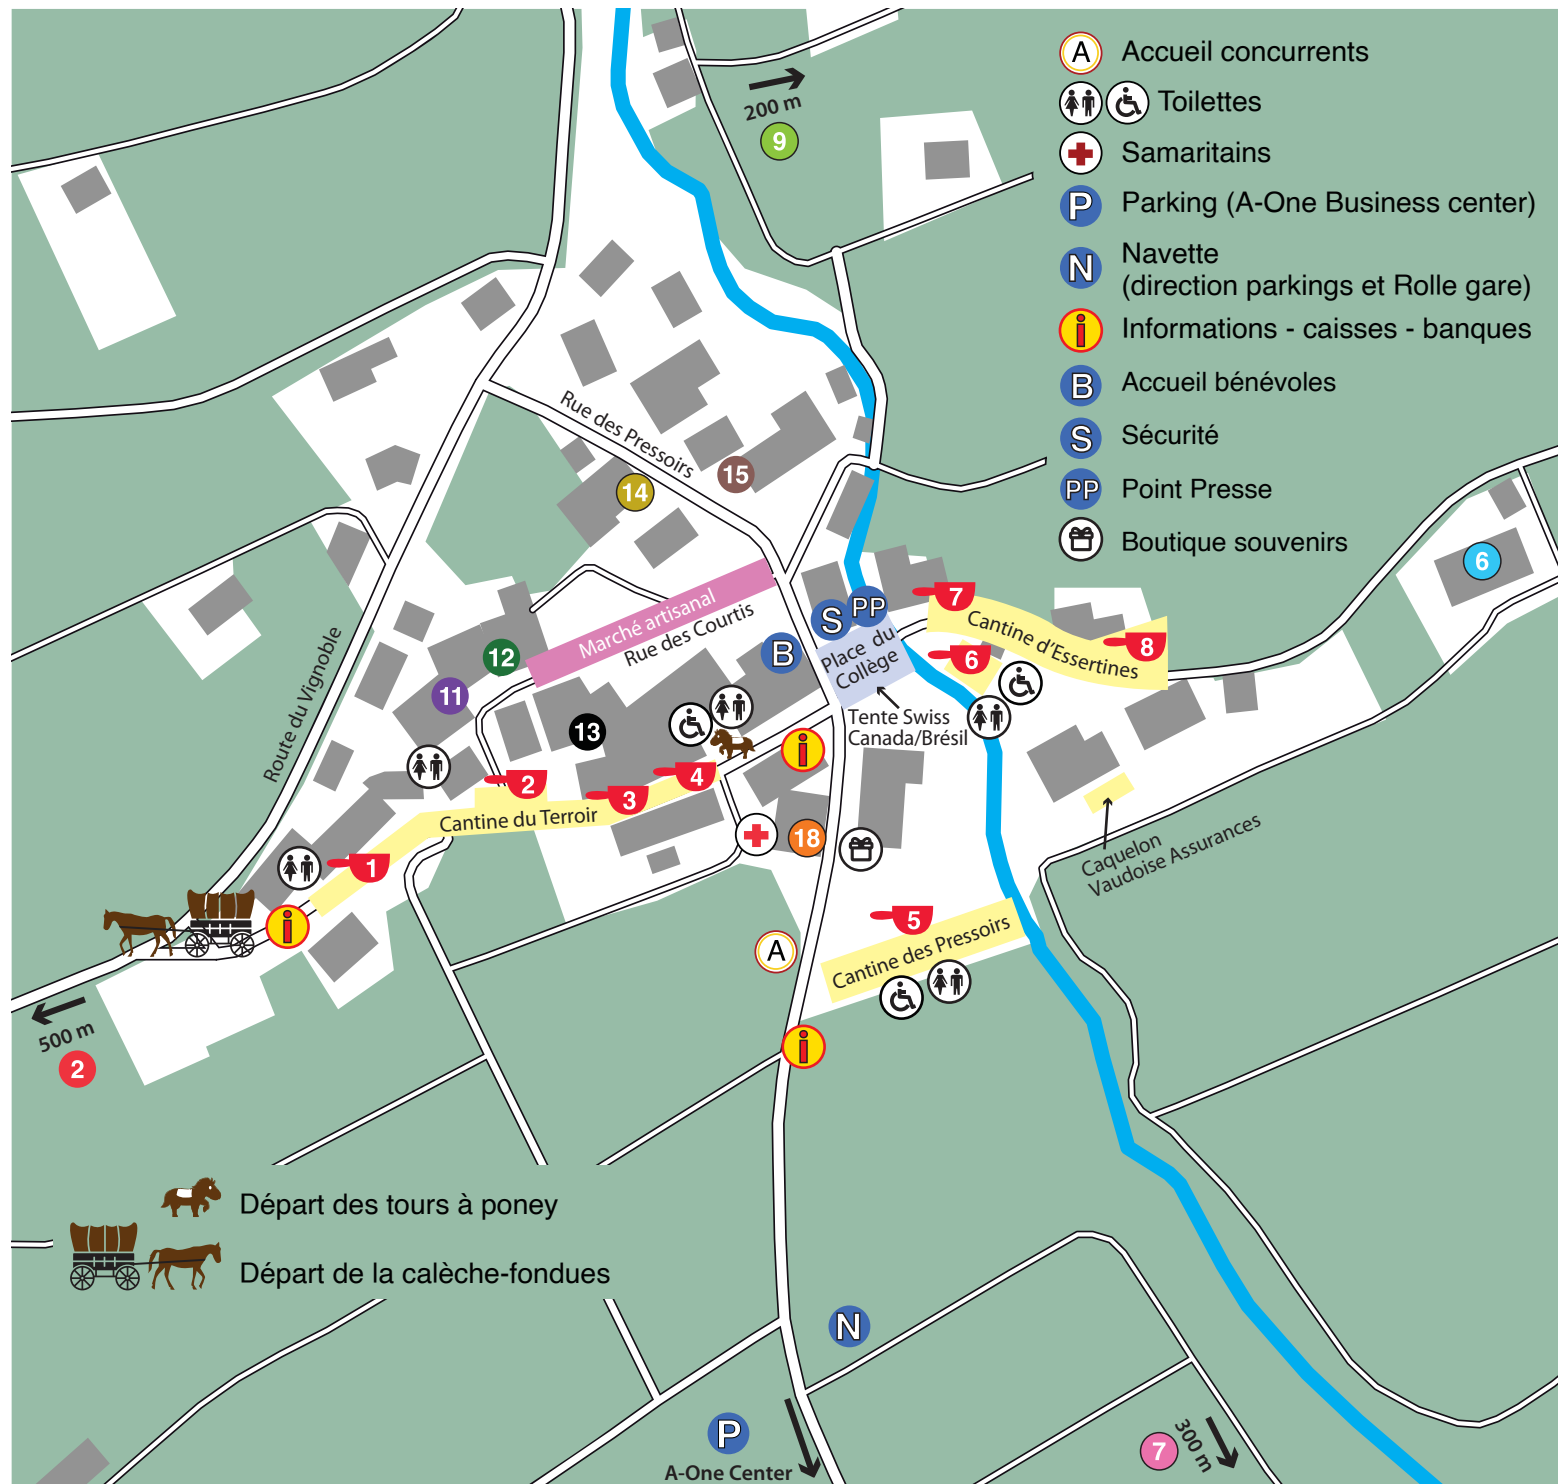 A Accueil concurrents
Toilettes
Samaritains
P Parking (A-One Business center)
N Navette
(direction parkings et Rolle gare)
i Informations - caisses - banques
B Accueil bénévoles
S Sécurité
PP Point Presse
Boutique souvenirs
200 m
9
Rue des Pressoirs
15
14
6
Marché artisanal
Rue des Courtis
12
11
13
B
S
PP
Place du
Collège
Tente Swiss
Canada/Brésil
7
Cantine d'Essertines
8
6
Route du Vignoble
i
2
3
4
Cantine du Terroir
1
18
Caquelon
Vaudoise Assurances
i
5
Cantine des Pressoirs
A
i
500 m
2
Départ des tours à poney
Départ de la calèche-fondues
N
P
A-One Center
7
300 m